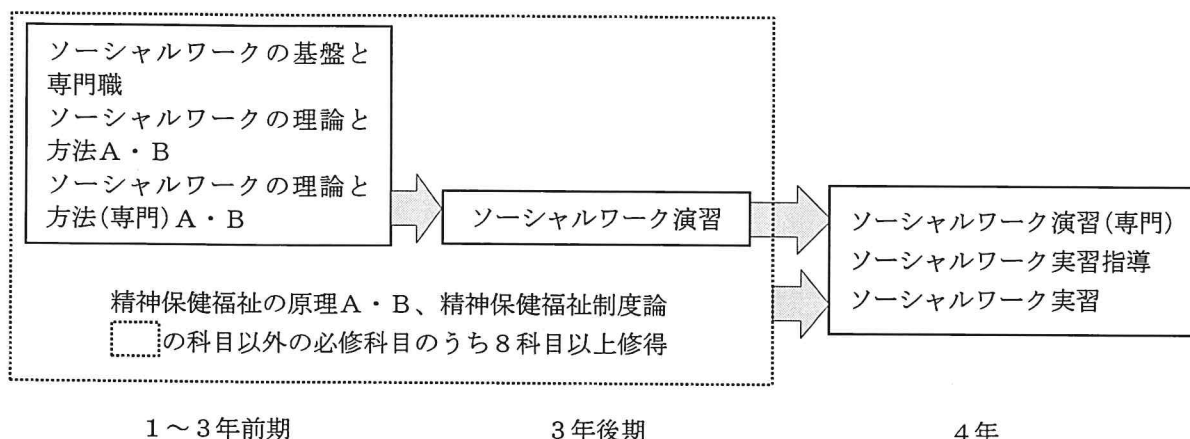 ソーシャルワークの基盤と
専門職
ソーシャルワークの理論と
方法A・B
ソーシャルワークの理論と
方法(専門)A・B
ソーシャルワーク演習
ソーシャルワーク演習(専門)
ソーシャルワーク実習指導
ソーシャルワーク実習
精神保健福祉の原理A・B、精神保健福祉制度論
の科目以外の必修科目のうち8科目以上修得
1~3年前期
3年後期
4年